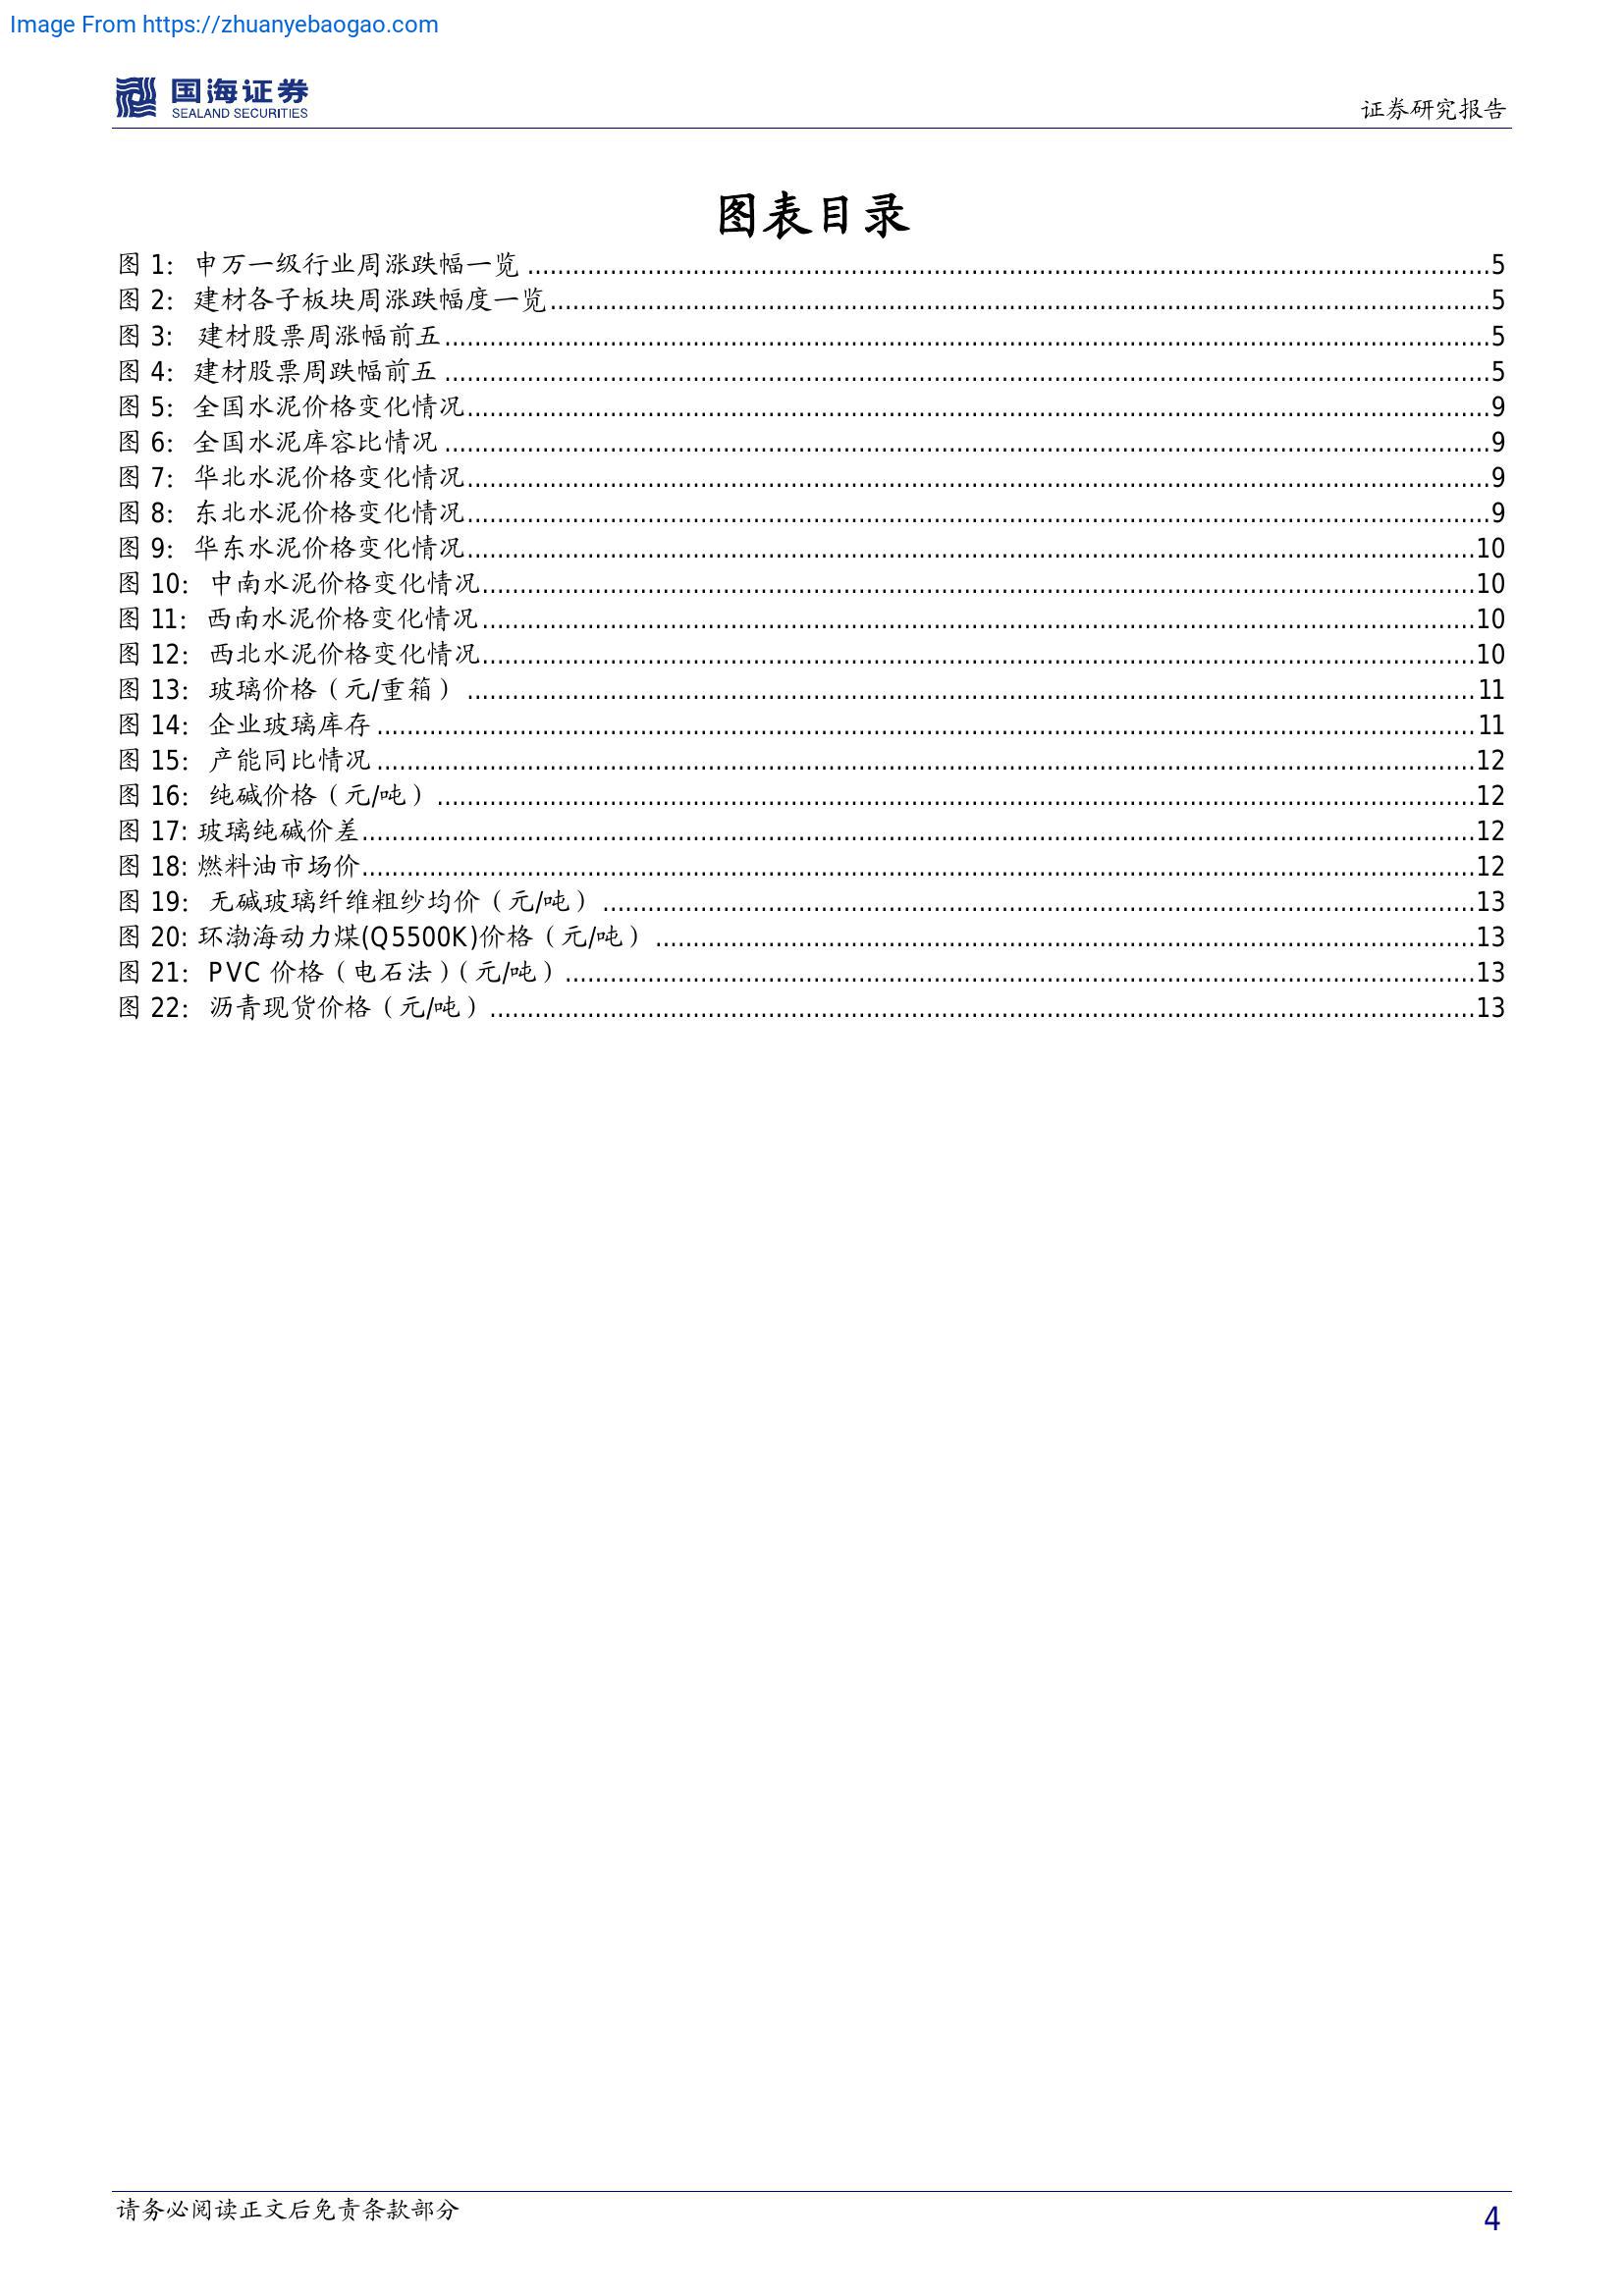 Image From https://zhuanyebaogao.com
国海证券
SEALAND SECURITIES
证券研究报告
图表目录
图 1：申万一级行业周涨跌幅一览 5
图 2：建材各子板块周涨跌幅度一览 5
图 3: 建材股票周涨幅前五 5
图 4：建材股票周跌幅前五 5
图 5：全国水泥价格变化情况 9
图 6：全国水泥库容比情况 9
图 7：华北水泥价格变化情况 9
图 8：东北水泥价格变化情况 9
图 9：华东水泥价格变化情况 10
图 10：中南水泥价格变化情况 10
图 11：西南水泥价格变化情况 10
图 12：西北水泥价格变化情况 10
图 13：玻璃价格（元/重箱） 11
图 14：企业玻璃库存 11
图 15：产能同比情况 12
图 16：纯碱价格（元/吨） 12
图 17: 玻璃纯碱价差 12
图 18: 燃料油市场价 12
图 19：无碱玻璃纤维粗纱均价（元/吨） 13
图 20: 环渤海动力煤(Q5500K)价格（元/吨） 13
图 21：PVC 价格（电石法）（元/吨） 13
图 22：沥青现货价格（元/吨） 13
请务必阅读正文后免责条款部分
4